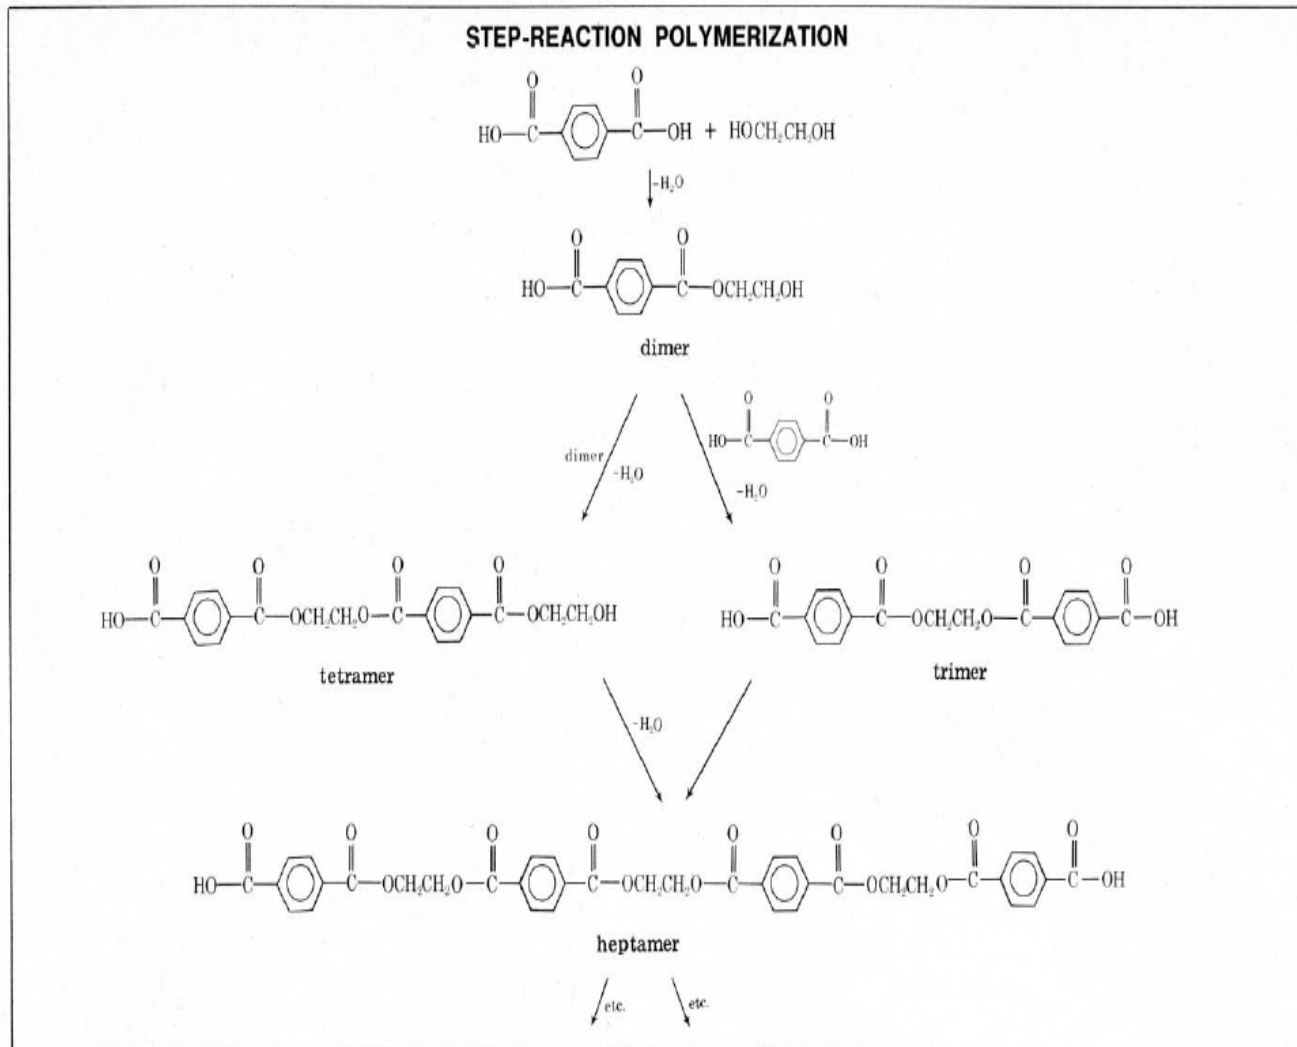 STEP-REACTION POLYMERIZATION
O O
HO—C—C—OH + HOCH₂CH₂OH
-H₂O
O O
HO—C—C—OCH₂CH₂OH
dimer
O O
HO—C—C—OH
dimer
-H₂O
-H₂O
O O O O
HO—C—C—OCH₂CH₂O—C—C—OCH₂CH₂OH
tetramer
O O O O
HO—C—C—OCH₂CH₂O—C—C—OH
trimer
-H₂O
O O O O O O O O
HO—C—C—OCH₂CH₂O—C—C—OCH₂CH₂O—C—C—OCH₂CH₂O—C—C—OH
heptamer
etc. etc.